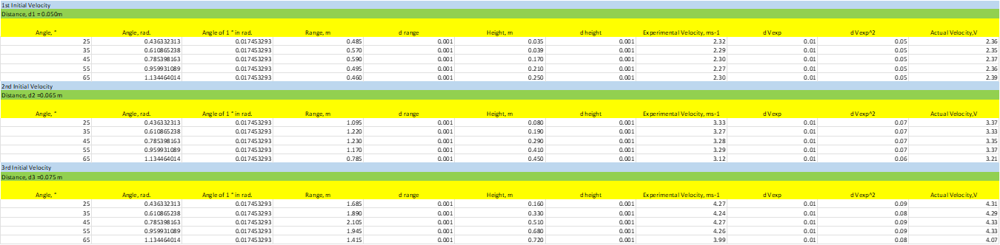 1st Initial Velocity
Distance, d1 = 0.050m
Angle, ° Angle, rad. Angle of 1 ° in rad. Range, m d range Height, m d height Experimental Velocity, ms-1 d Vexp d Vexp^2 Actual Velocity,V
25 0.436332313 0.017453293 0.485 0.001 0.035 0.001 2.32 0.01 0.05 2.36
35 0.610865238 0.017453293 0.570 0.001 0.039 0.001 2.29 0.01 0.05 2.35
45 0.785398163 0.017453293 0.590 0.001 0.170 0.001 2.30 0.01 0.05 2.37
55 0.959931089 0.017453293 0.495 0.001 0.210 0.001 2.27 0.01 0.05 2.36
65 1.134464014 0.017453293 0.460 0.001 0.250 0.001 2.30 0.01 0.05 2.39
2nd Initial Velocity
Distance, d2 =0.065 m
Angle, ° Angle, rad. Angle of 1 ° in rad. Range, m d range Height, m d height Experimental Velocity, ms-1 d Vexp d Vexp^2 Actual Velocity,V
25 0.436332313 0.017453293 1.095 0.001 0.080 0.001 3.33 0.01 0.07 3.37
35 0.610865238 0.017453293 1.220 0.001 0.190 0.001 3.27 0.01 0.07 3.33
45 0.785398163 0.017453293 1.230 0.001 0.290 0.001 3.28 0.01 0.07 3.35
55 0.959931089 0.017453293 1.170 0.001 0.410 0.001 3.29 0.01 0.07 3.37
65 1.134464014 0.017453293 0.785 0.001 0.450 0.001 3.12 0.01 0.06 3.21
3rd Initial Velocity
Distance, d3 =0.075 m
Angle, ° Angle, rad. Angle of 1 ° in rad. Range, m d range Height, m d height Experimental Velocity, ms-1 d Vexp d Vexp^2 Actual Velocity,V
25 0.436332313 0.017453293 1.685 0.001 0.160 0.001 4.27 0.01 0.09 4.31
35 0.610865238 0.017453293 1.890 0.001 0.330 0.001 4.24 0.01 0.08 4.29
45 0.785398163 0.017453293 2.105 0.001 0.510 0.001 4.27 0.01 0.09 4.33
55 0.959931089 0.017453293 1.945 0.001 0.680 0.001 4.26 0.01 0.09 4.33
65 1.134464014 0.017453293 1.415 0.001 0.720 0.001 3.99 0.01 0.08 4.07